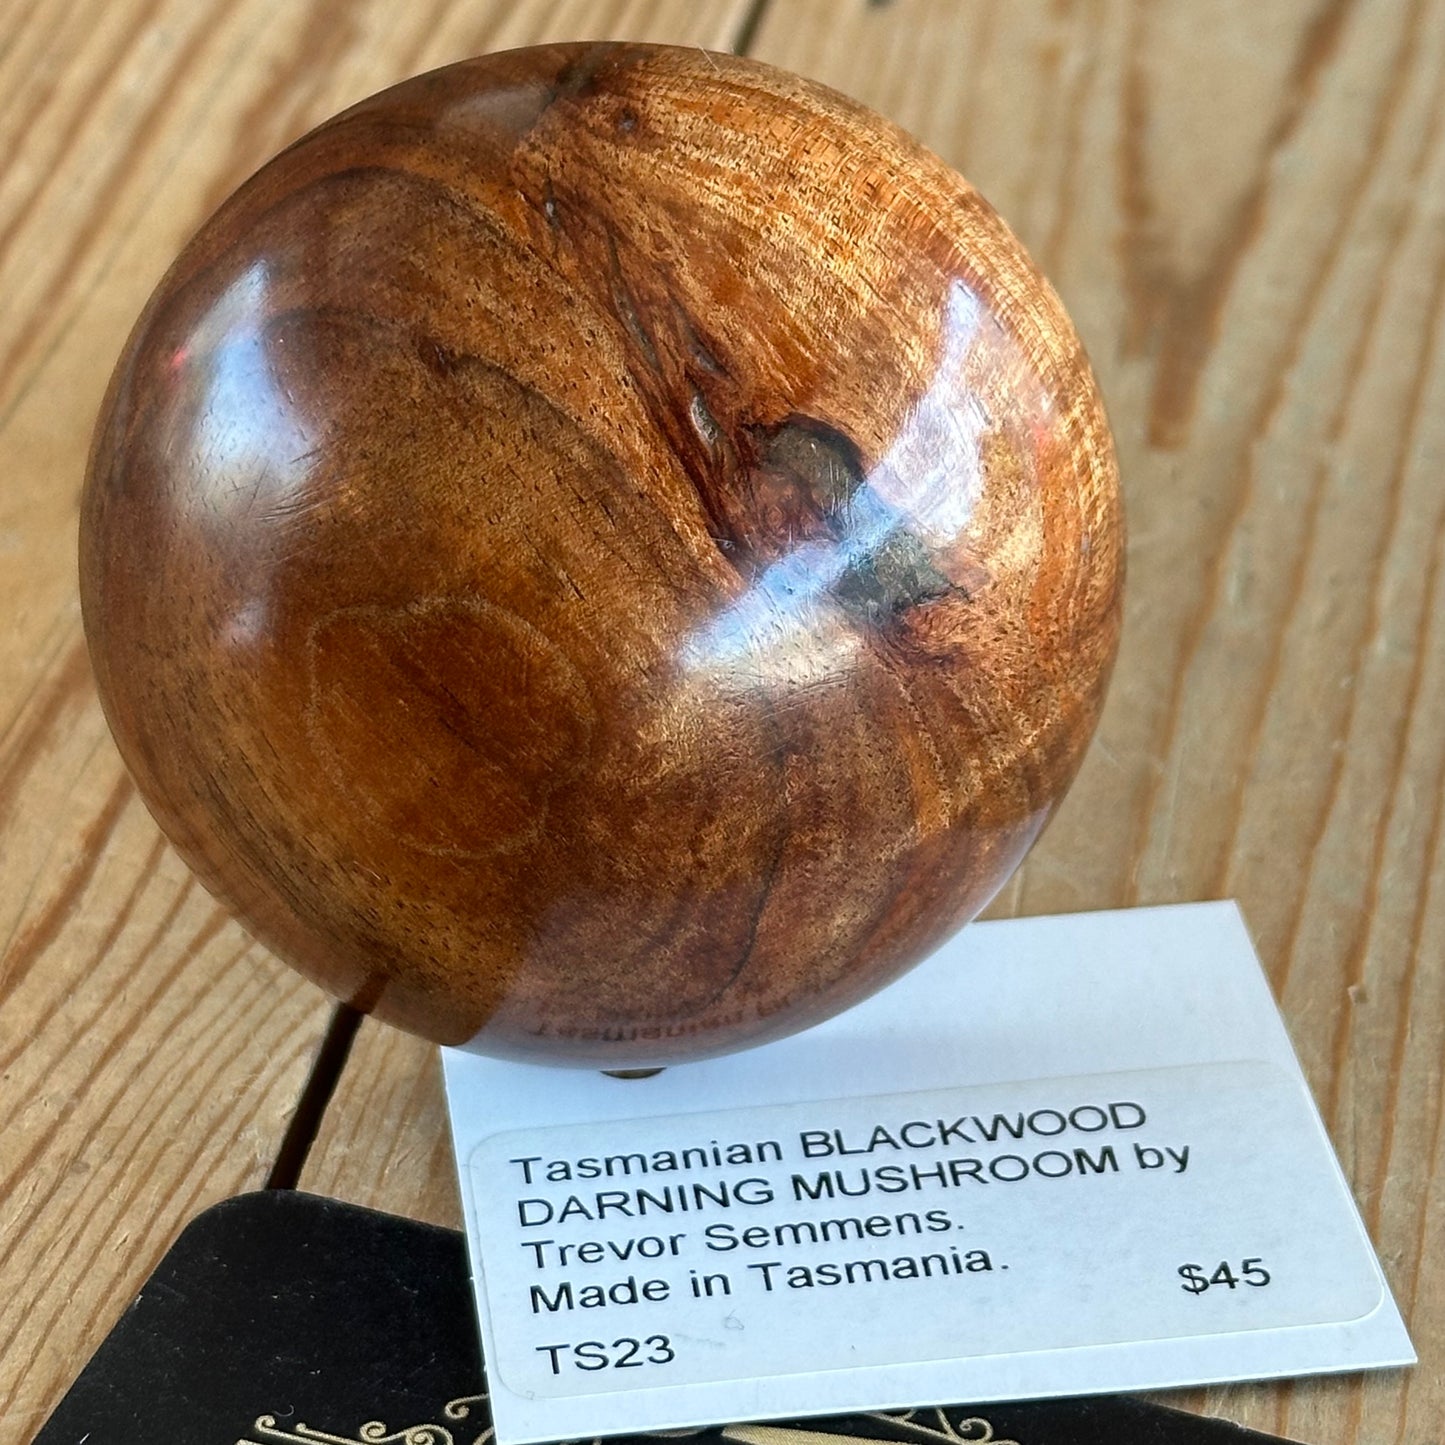 Tasmanian BLACKWOOD
DARNING MUSHROOM by
Trevor Semmens.
Made in Tasmania.
$45
TS23